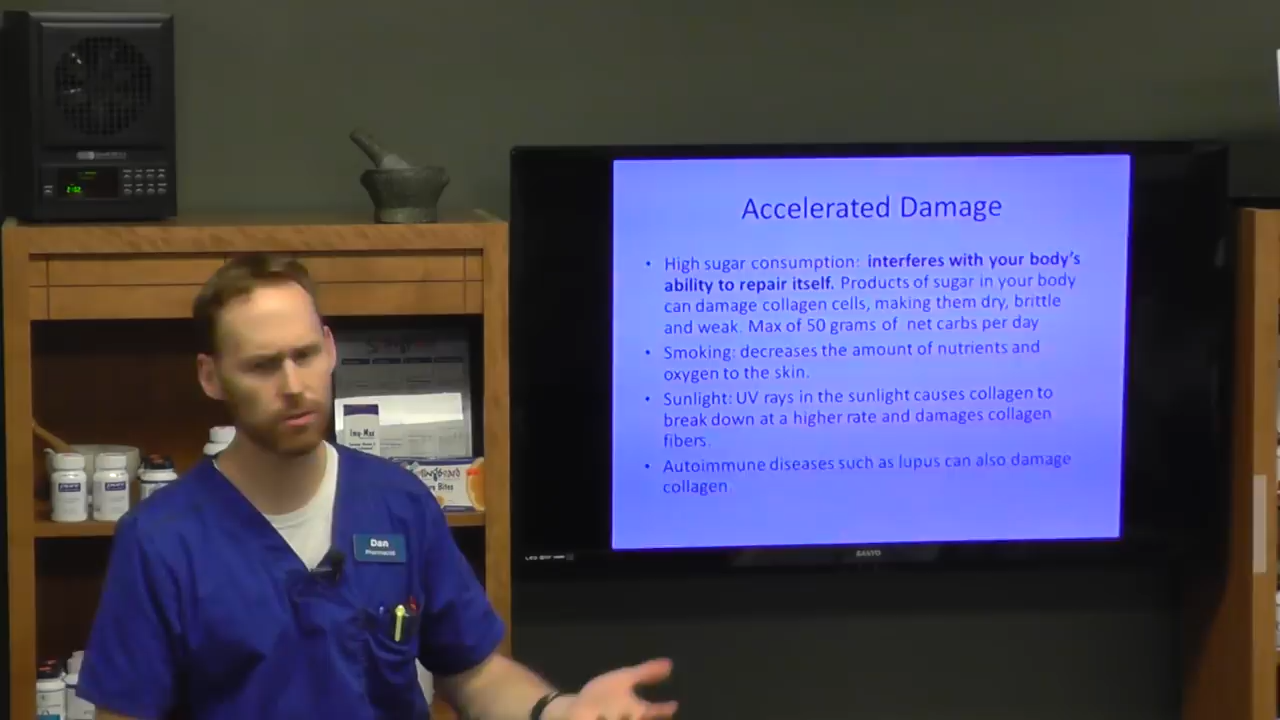 Accelerated Damage
• High sugar consumption: interferes with your body's
ability to repair itself. Products of sugar in your body
can damage collagen cells, making them dry, brittle
and weak. Max of 50 grams of net carbs per day
• Smoking: decreases the amount of nutrients and
oxygen to the skin.
• Sunlight: UV rays in the sunlight causes collagen to
break down at a higher rate and damages collagen
fibers.
• Autoimmune diseases such as lupus can also damage
collagen
SANYO
Dan
Pharmacist